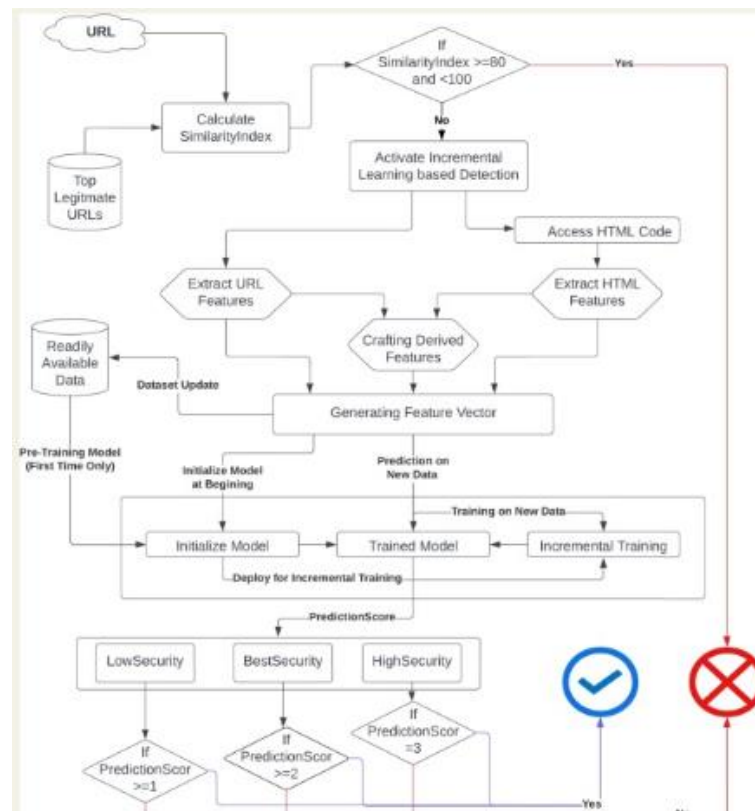 URL
If
SimilarityIndex >=80
and <100
Yes
Calculate
SimilarityIndex
No
Top
Legitmate
URLs
Activate Incremental
Learning based Detection
Access HTML Code
Extract URL
Features
Extract HTML
Features
Crafting Derived
Features
Readily
Available
Data
Dataset Update
Generating Feature Vector
Pre-Training Model
(First Time Only)
Initialize Model
at Begining
Prediction on
New Data
Training on New Data
Initialize Model
Trained Model
Incremental Training
Deploy for Incremental Training
PredictionScore
LowSecurity
BestSecurity
HighSecurity
If
PredictionScor
>=1
If
PredictionScor
>=2
If
PredictionScor
=3
Yes